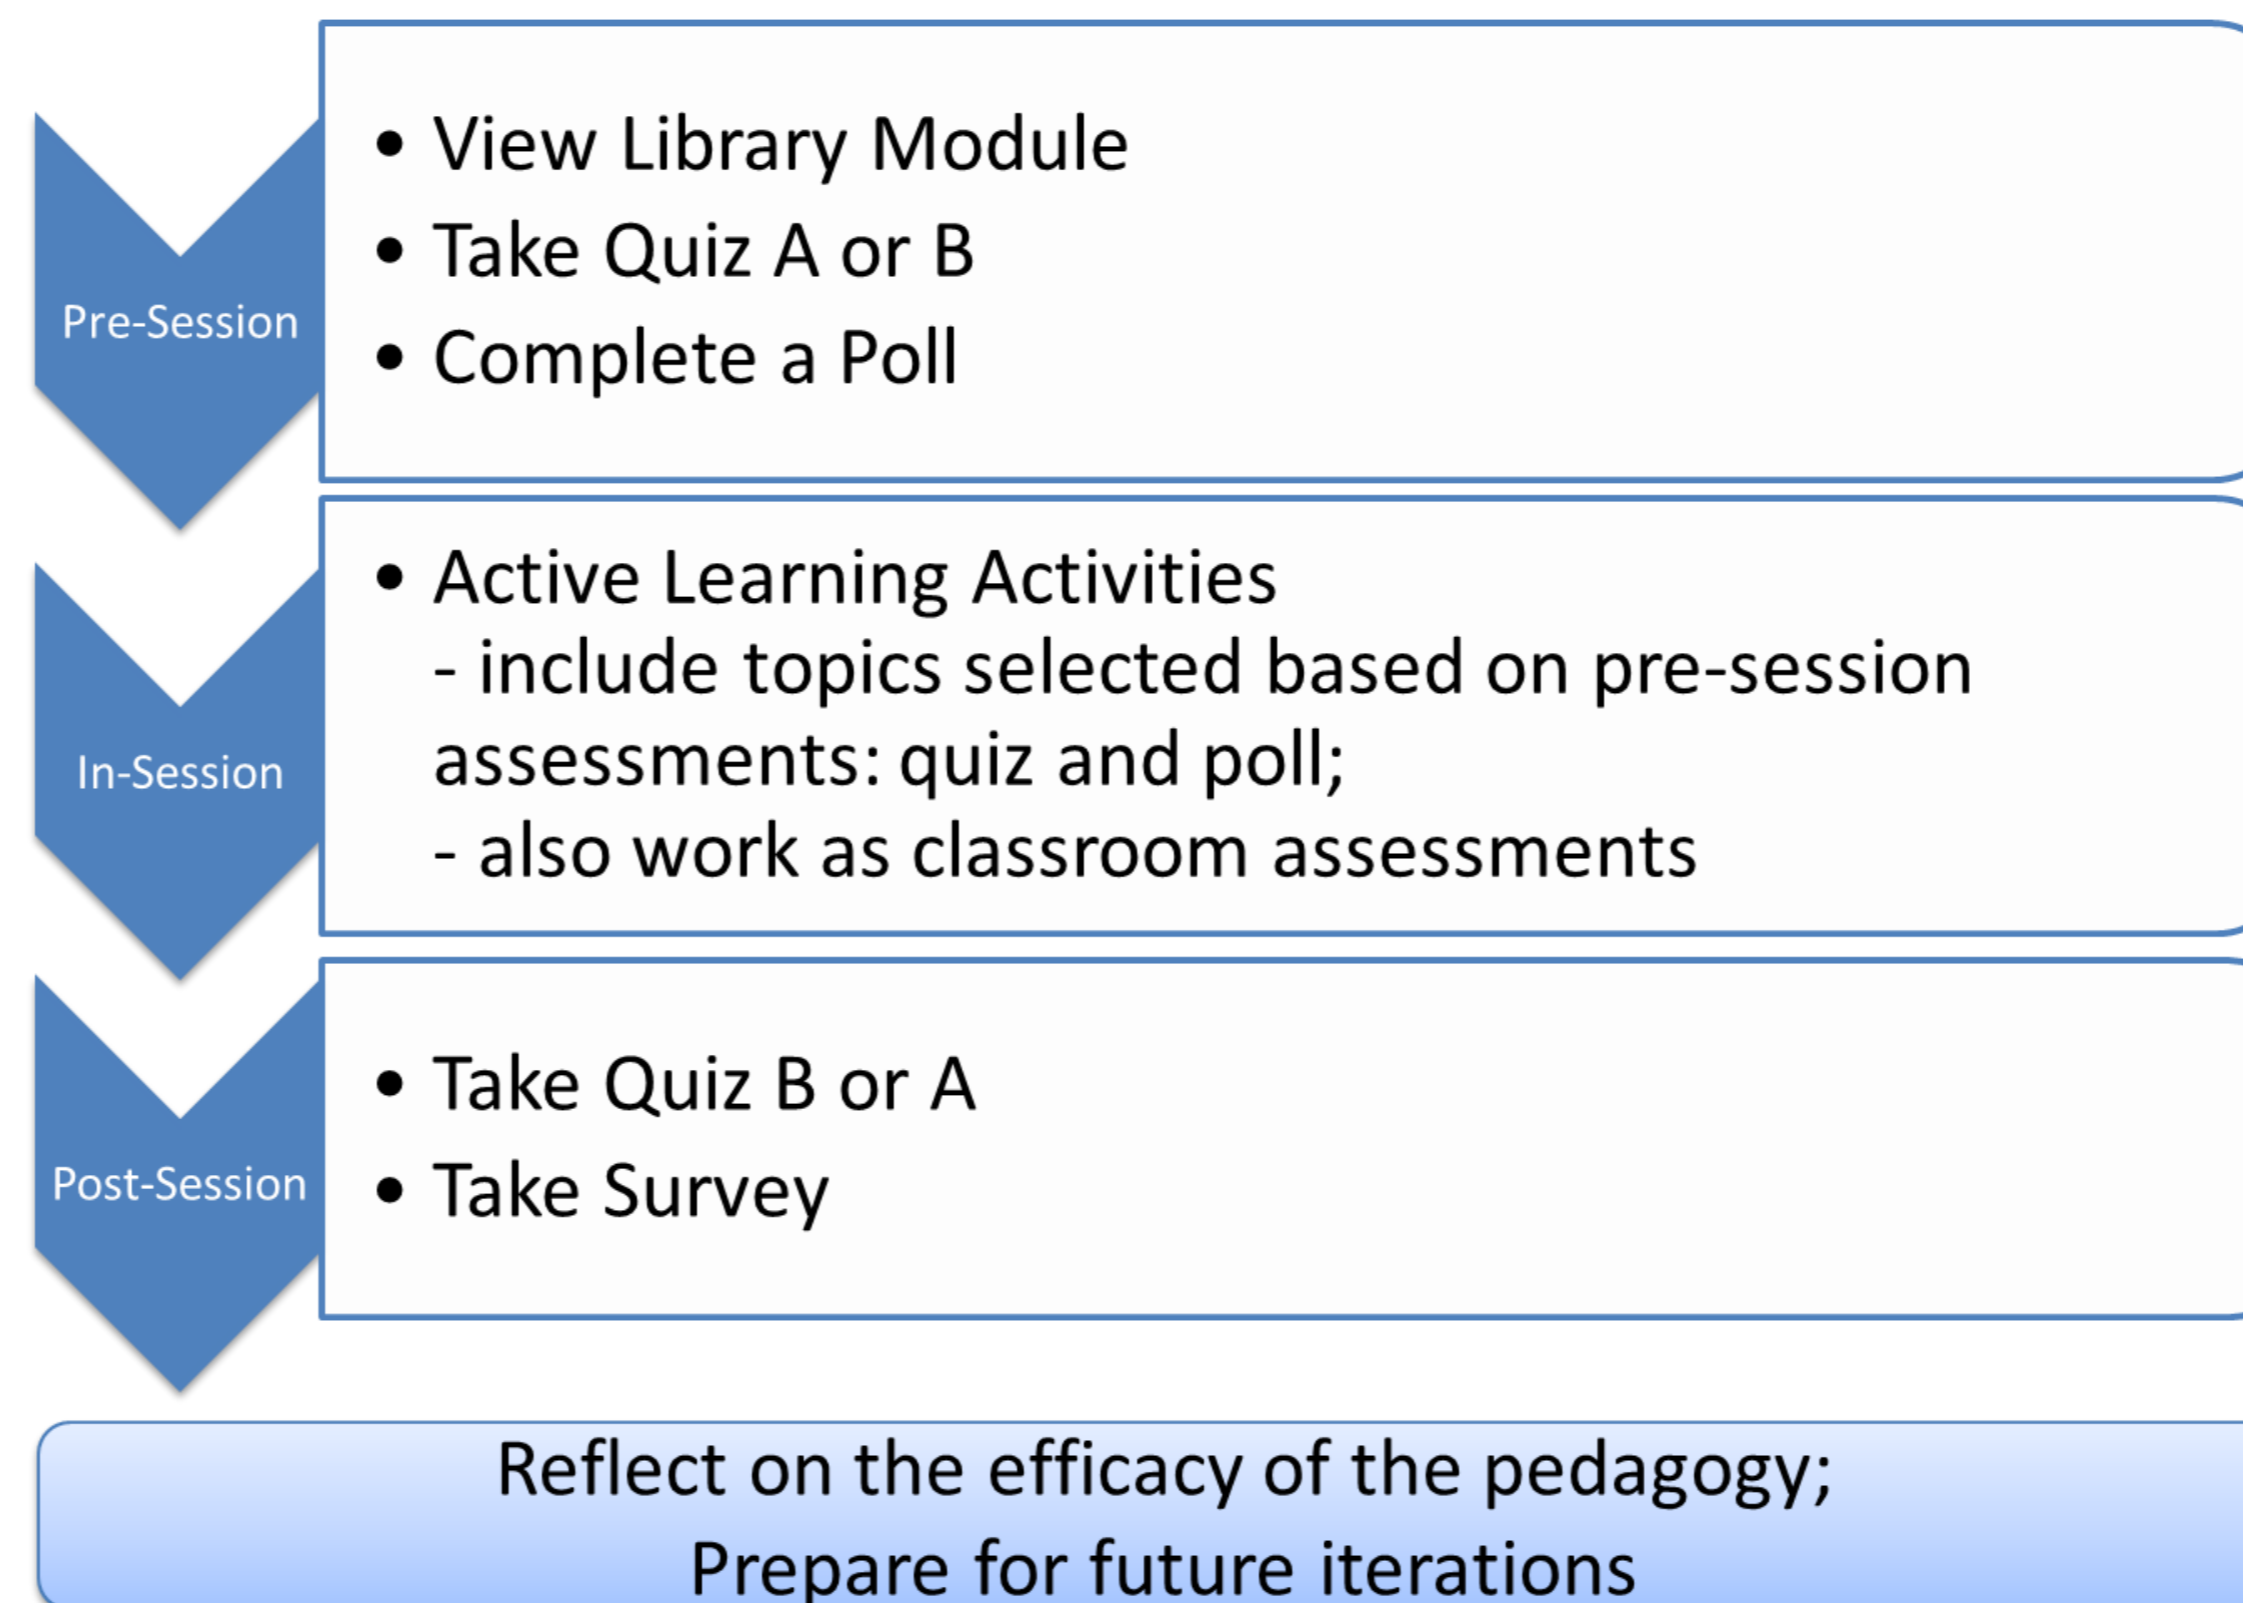 Pre-Session
• View Library Module
• Take Quiz A or B
• Complete a Poll
In-Session
• Active Learning Activities
- include topics selected based on pre-session
assessments: quiz and poll;
- also work as classroom assessments
Post-Session
• Take Quiz B or A
• Take Survey
Reflect on the efficacy of the pedagogy;
Prepare for future iterations